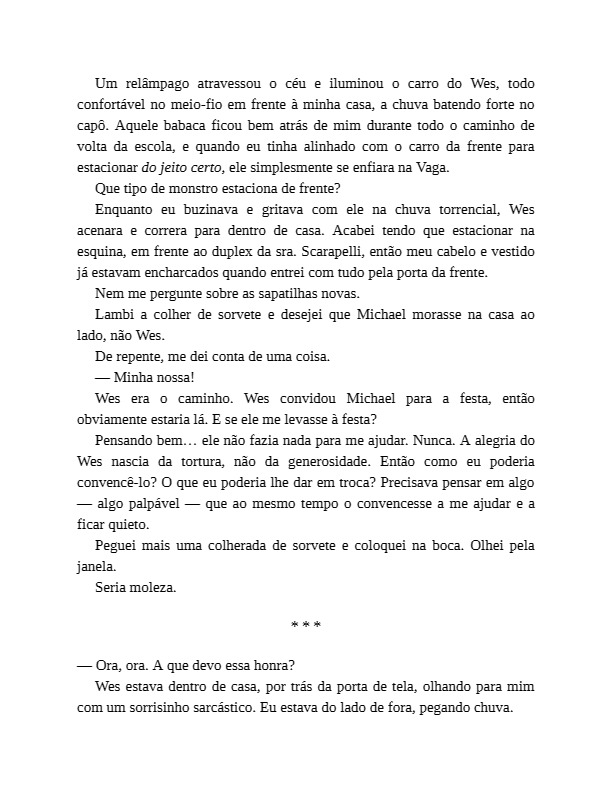 Um relâmpago atravessou o céu e iluminou o carro do Wes, todo
confortável no meio-fio em frente à minha casa, a chuva batendo forte no
capô. Aquele babaca ficou bem atrás de mim durante todo o caminho de
volta da escola, e quando eu tinha alinhado com o carro da frente para
estacionar do jeito certo, ele simplesmente se enfiara na Vaga.
Que tipo de monstro estaciona de frente?
Enquanto eu buzinava e gritava com ele na chuva torrencial, Wes
acenara e correra para dentro de casa. Acabei tendo que estacionar na
esquina, em frente ao duplex da sra. Scarapelli, então meu cabelo e vestido
já estavam encharcados quando entrei com tudo pela porta da frente.
Nem me pergunte sobre as sapatilhas novas.
Lambi a colher de sorvete e desejei que Michael morasse na casa ao
lado, não Wes.
De repente, me dei conta de uma coisa.
— Minha nossa!
Wes era o caminho. Wes convidou Michael para a festa, então
obviamente estaria lá. E se ele me levasse à festa?
Pensando bem… ele não fazia nada para me ajudar. Nunca. A alegria do
Wes nascia da tortura, não da generosidade. Então como eu poderia
convencê-lo? O que eu poderia lhe dar em troca? Precisava pensar em algo
— algo palpável — que ao mesmo tempo o convencesse a me ajudar e a
ficar quieto.
Peguei mais uma colherada de sorvete e coloquei na boca. Olhei pela
janela.
Seria moleza.
* * *
— Ora, ora. A que devo essa honra?
Wes estava dentro de casa, por trás da porta de tela, olhando para mim
com um sorrisinho sarcástico. Eu estava do lado de fora, pegando chuva.